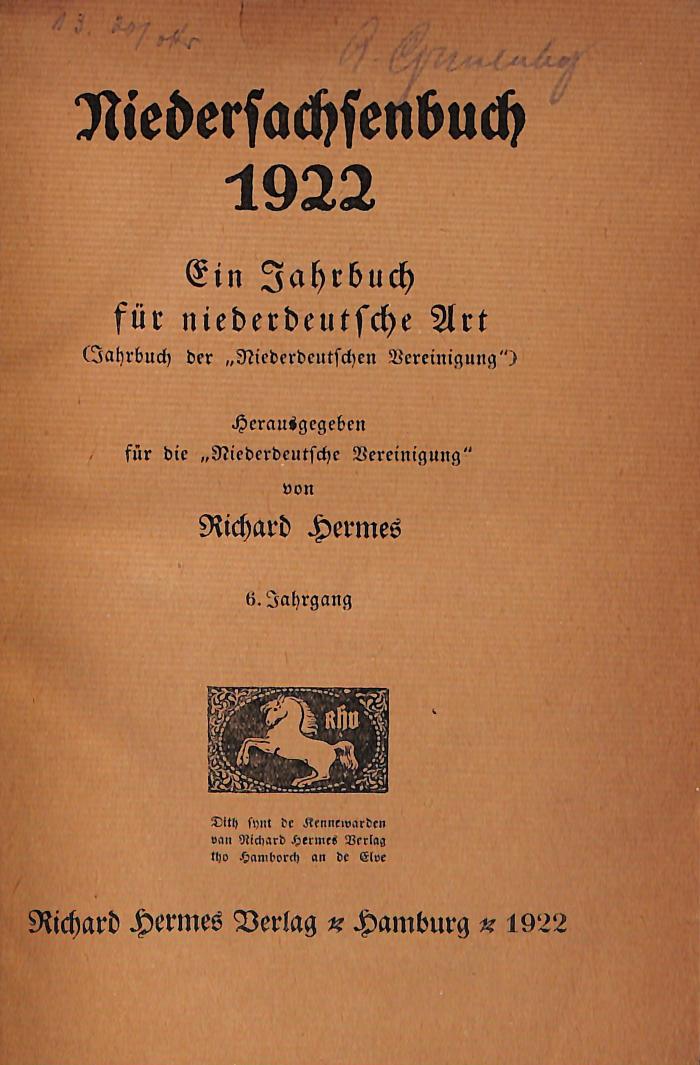 Niedersachsenbuch
1922
Ein Jahrbuch
für niederdeutsche Art
(Jahrbuch der „Niederdeutschen Vereinigung“)
Herausgegeben
für die „Niederdeutsche Vereinigung“
von
Richard Hermes
6. Jahrgang
RHV
Dith synt de Kennewarden
van Richard Hermes Verlag
tho Hamborch an de Elve
Richard Hermes Verlag * Hamburg * 1922